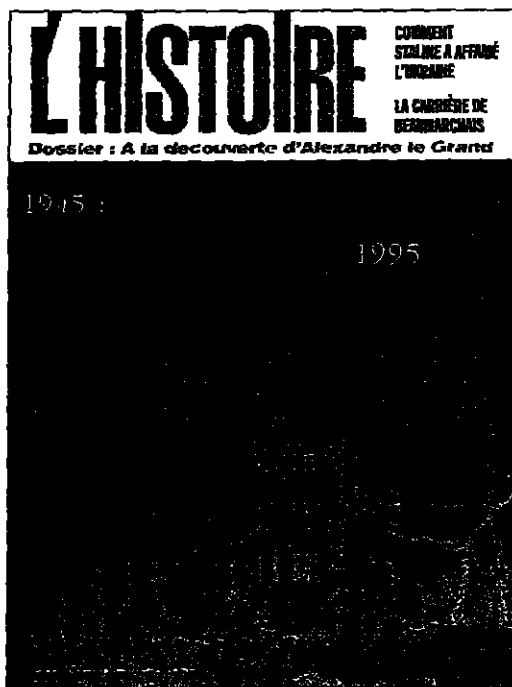 L'HISTOIRE
COMMENT
STALINE A AFFAMÉ
L'UKRAINE
LA CARRIÈRE DE
BEAUMARCHAIS
Dossier : A la decouverte d'Alexandre le Grand
1945 :
1995